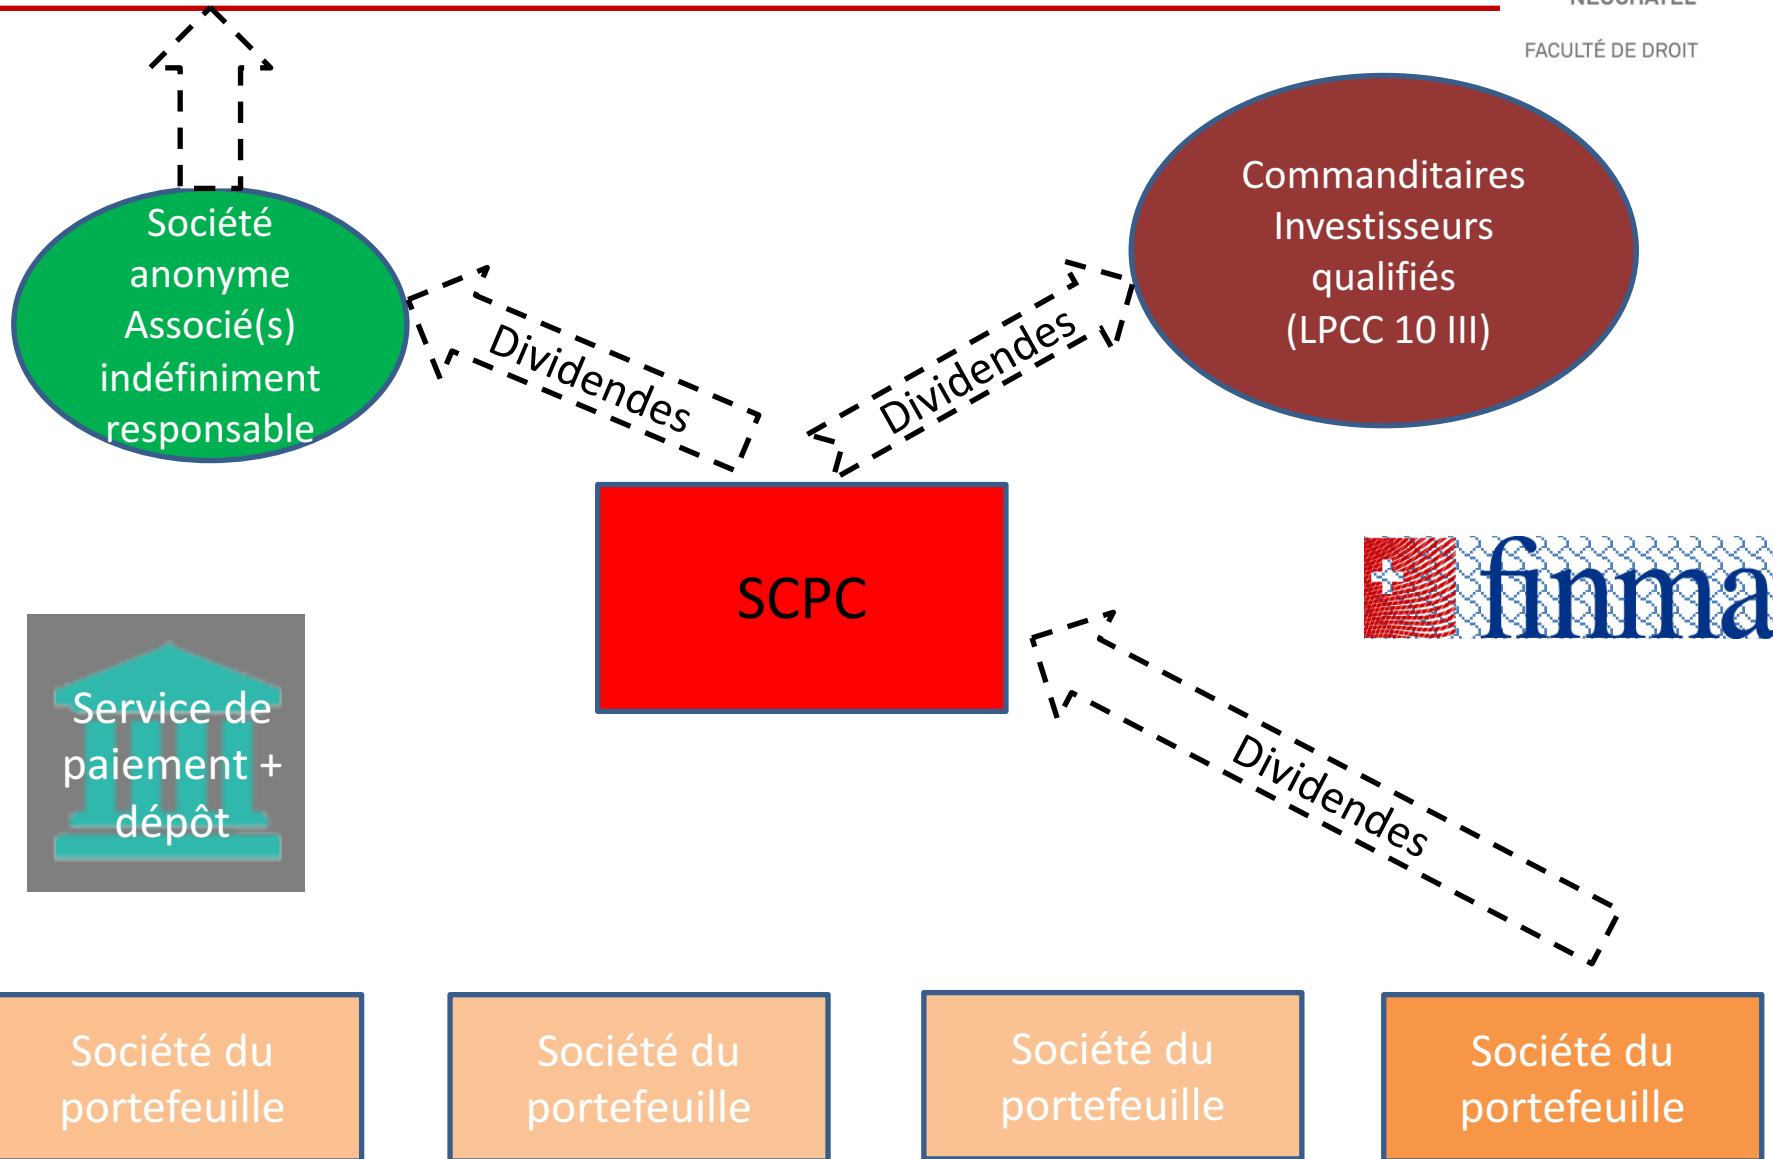 FACULTÉ DE DROIT
Société
anonyme
Associé(s)
indéfiniment
responsable
Commanditaires
Investisseurs
qualifiés
(LPCC 10 III)
Dividendes
Dividendes
SCPC
finma
Service de
paiement +
dépôt
Dividendes
Société du
portefeuille
Société du
portefeuille
Société du
portefeuille
Société du
portefeuille